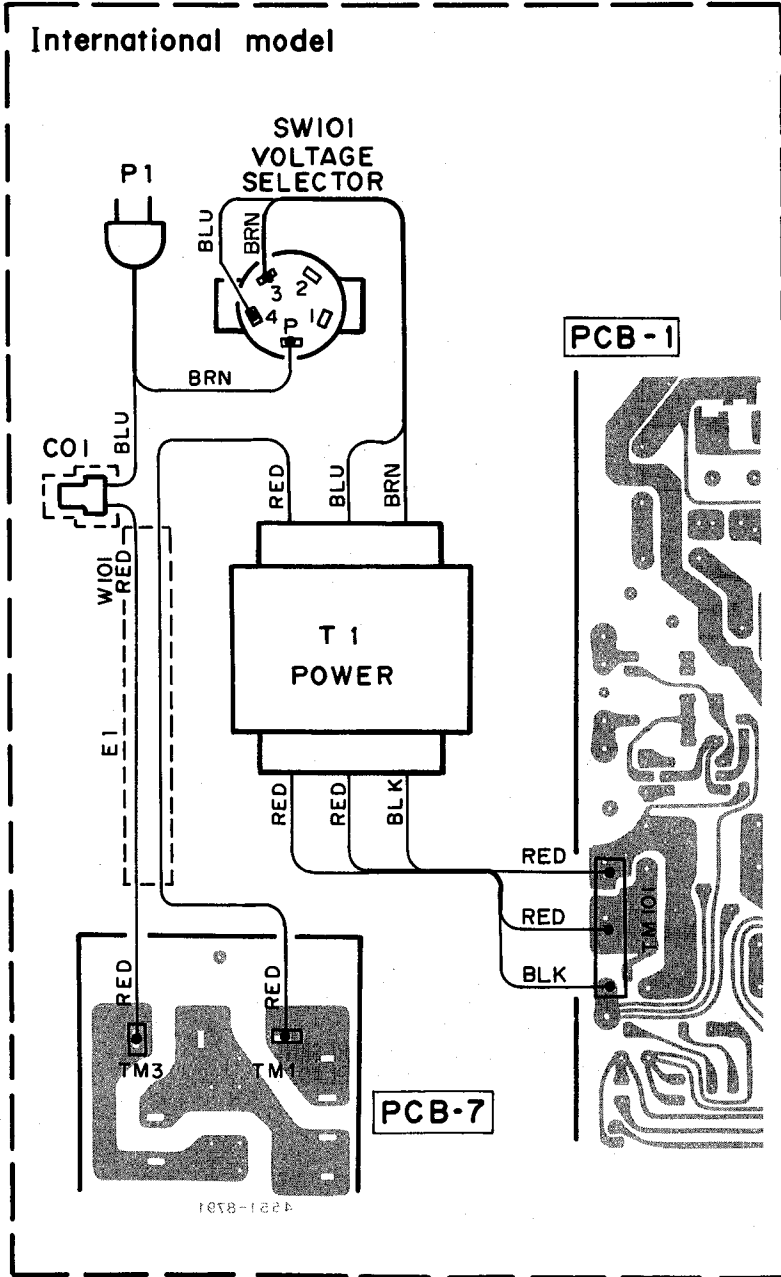 International model
SW101
VOLTAGE
SELECTOR
P1
BLU
BRN
3
2
4
1
P
BRN
BLU
CO1
PCB-1
RED
BLU
BRN
W101
RED
T 1
POWER
E1
RED
RED
BLK
RED
RED
BLK
TM101
RED
RED
TM3
TM1
PCB-7
4551-8791